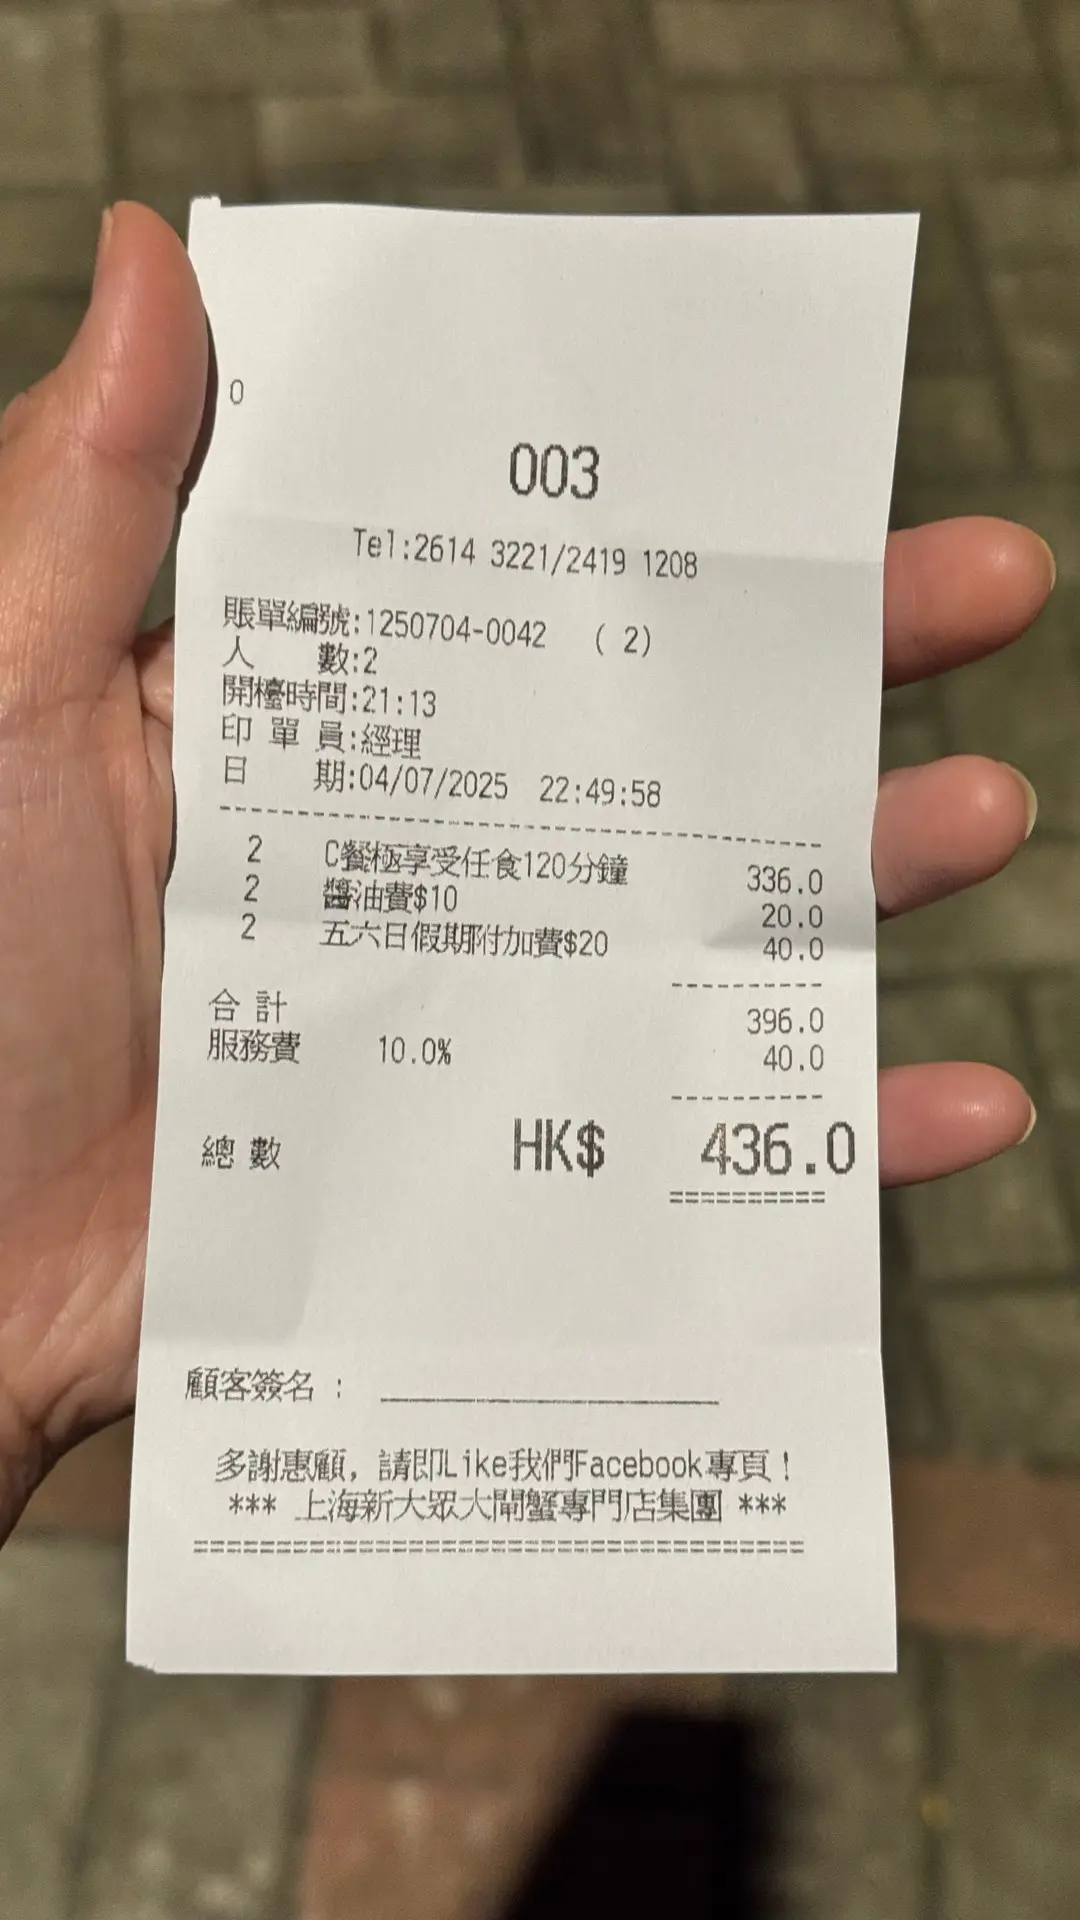 0
003
Tel:2614 3221/2419 1208
賬單編號:1250704-0042 ( 2)
人 數:2
開檯時間:21:13
印 單 員:經理
日 期:04/07/2025 22:49:58
2 C餐極享受任食120分鐘 336.0
2 醬油費$10 20.0
2 五六日假期附加費$20 40.0
合 計 396.0
服務費 10.0% 40.0
總 數 HK$ 436.0
顧客簽名 :
多謝惠顧, 請即Like我們Facebook專頁!
*** 上海新大眾大閘蟹專門店集團 ***